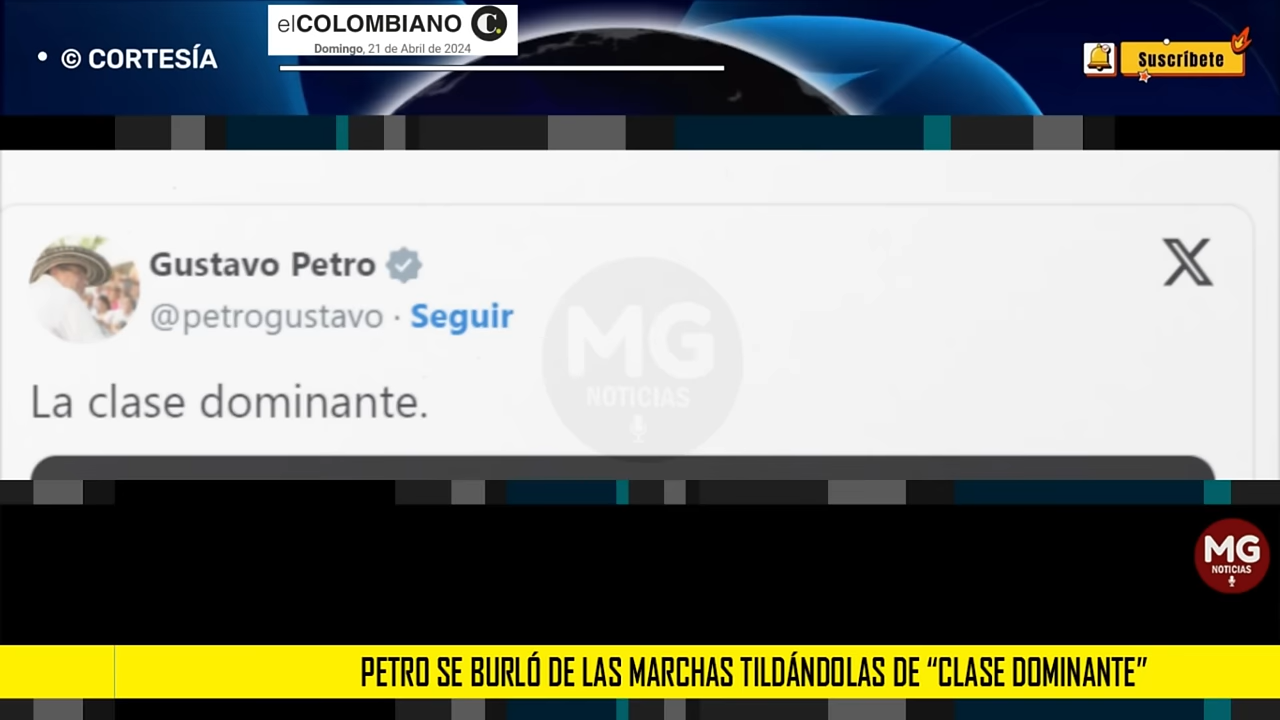 • © CORTESÍA
elCOLOMBIANO C.
Domingo, 21 de Abril de 2024
Suscríbete
Gustavo Petro
X
@petrogustavo · Seguir
MG
NOTICIAS
La clase dominante.
MG
NOTICIAS
PETRO SE BURLÓ DE LAS MARCHAS TILDÁNDOLAS DE “CLASE DOMINANTE”